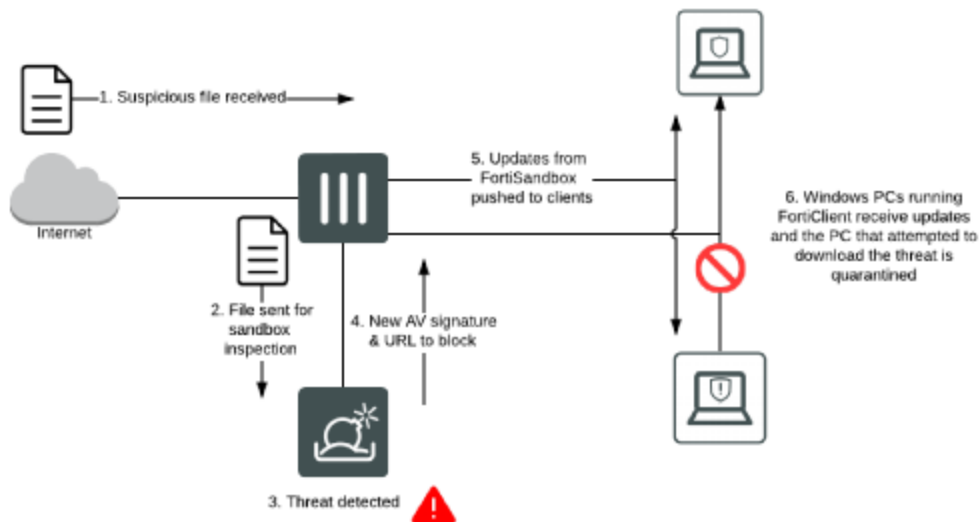 1. Suspicious file received
Internet
2. File sent for
sandbox
inspection
3. Threat detected
4. New AV signature
& URL to block
5. Updates from
FortiSandbox
pushed to clients
6. Windows PCs running
FortiClient receive updates
and the PC that attempted to
download the threat is
quarantined